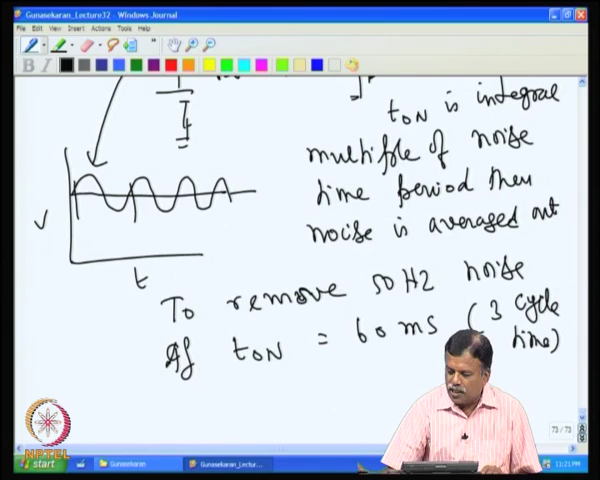 Gunasekaran_Lecture32 - Windows Journal
File Edit View Insert Actions Tools Help
tON is integral
multiple of noise
time period then
noise is averaged out
V
t
To remove 50 HZ noise
If tON = 60 ms (3 cycle
time)
73 / 73
NPTEL
start
Gunasekaran
Gunasekaran_Lectur...
11:21 PM